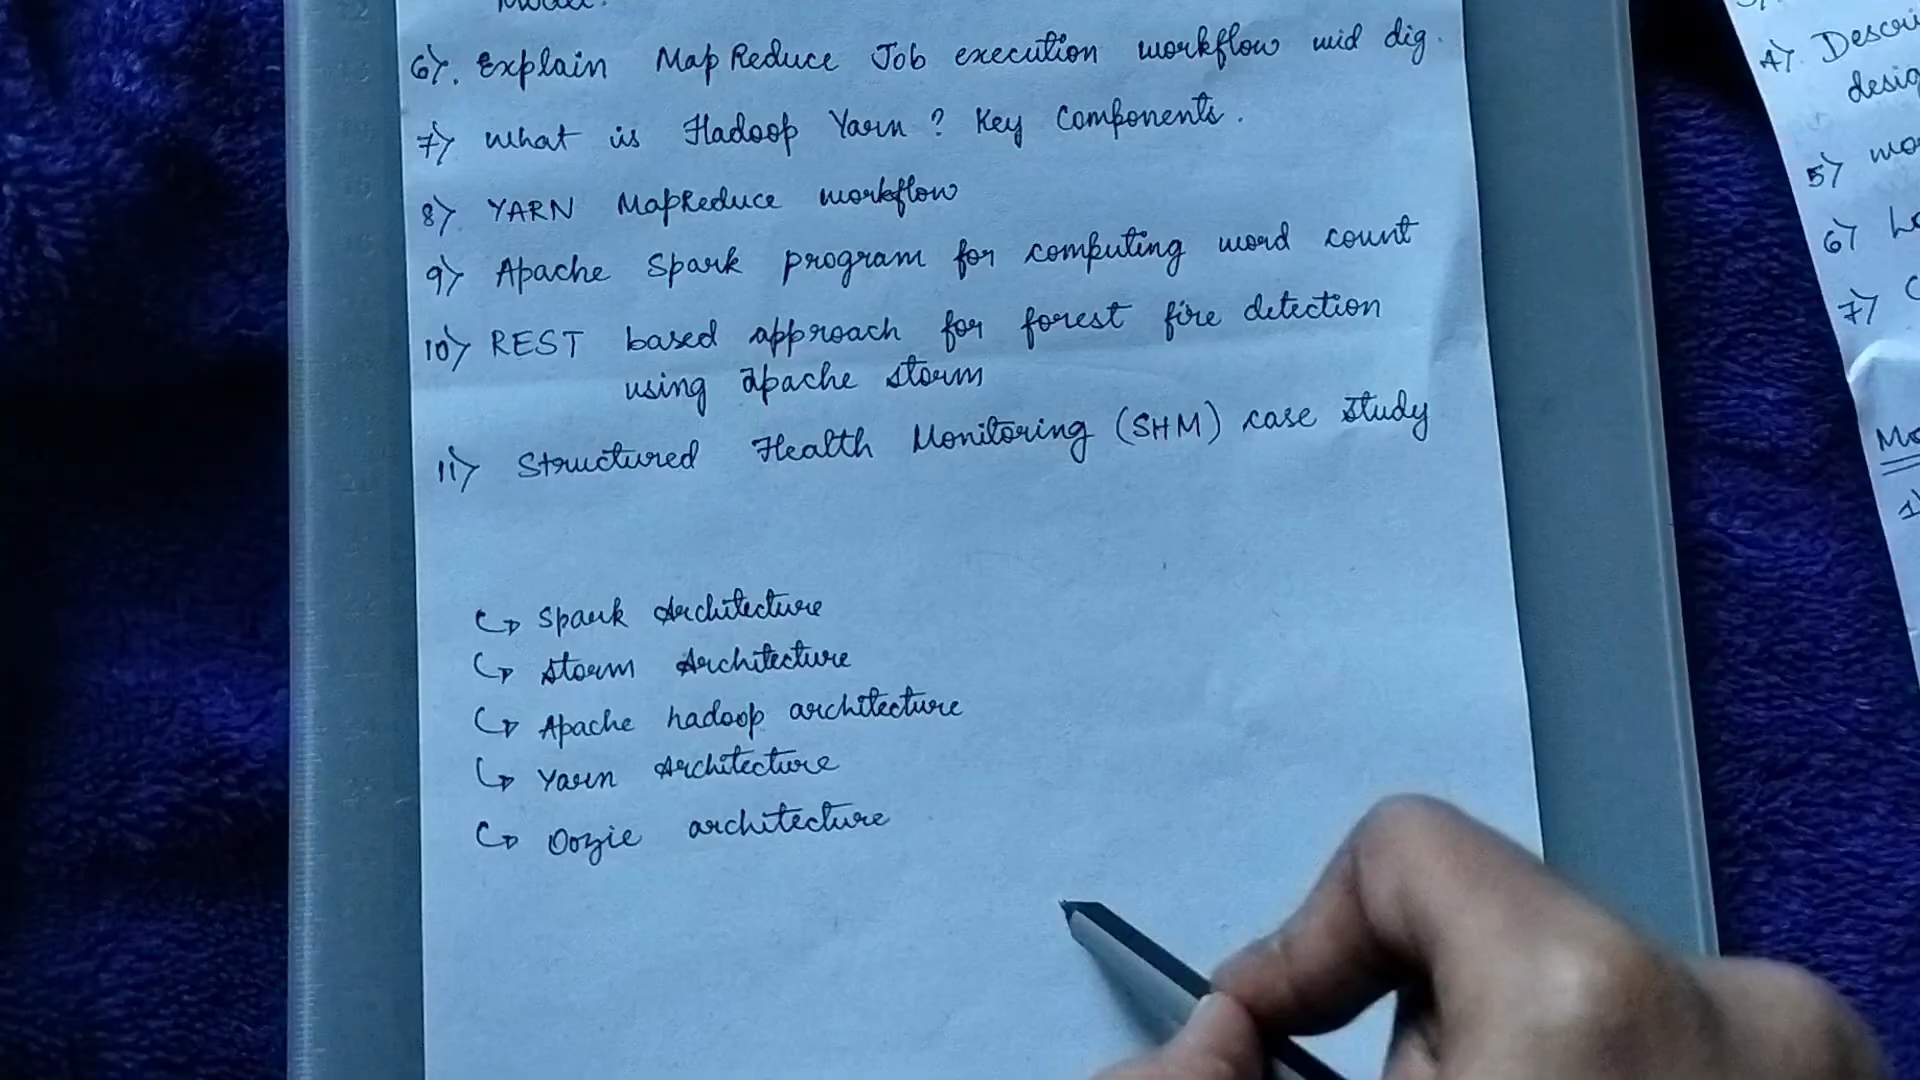 Model.
6). Explain MapReduce Job execution workflow wid dig.
7) What is Hadoop Yarn ? Key Components.
8) YARN MapReduce workflow
9) Apache Spark program for computing word count
10) REST based approach for forest fire detection
using apache storm
11) Structured Health Monitoring (SHM) case study
Spark Architecture
Storm Architecture
Apache hadoop architecture
Yarn Architecture
Oozie architecture
4).
5)
6)
7)
1)